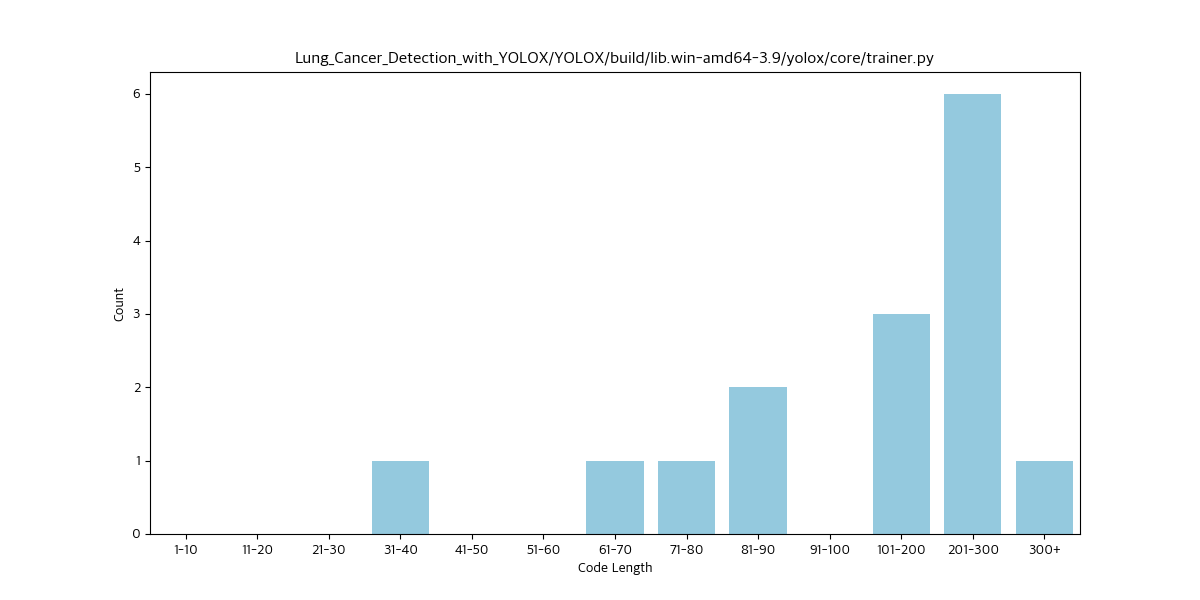 Lung_Cancer_Detection_with_YOLOX/YOLOX/build/lib.win-amd64-3.9/yolox/core/trainer.py
6
5
4
3
2
1
0
Count
1-10 11-20 21-30 31-40 41-50 51-60 61-70 71-80 81-90 91-100 101-200 201-300 300+
Code Length